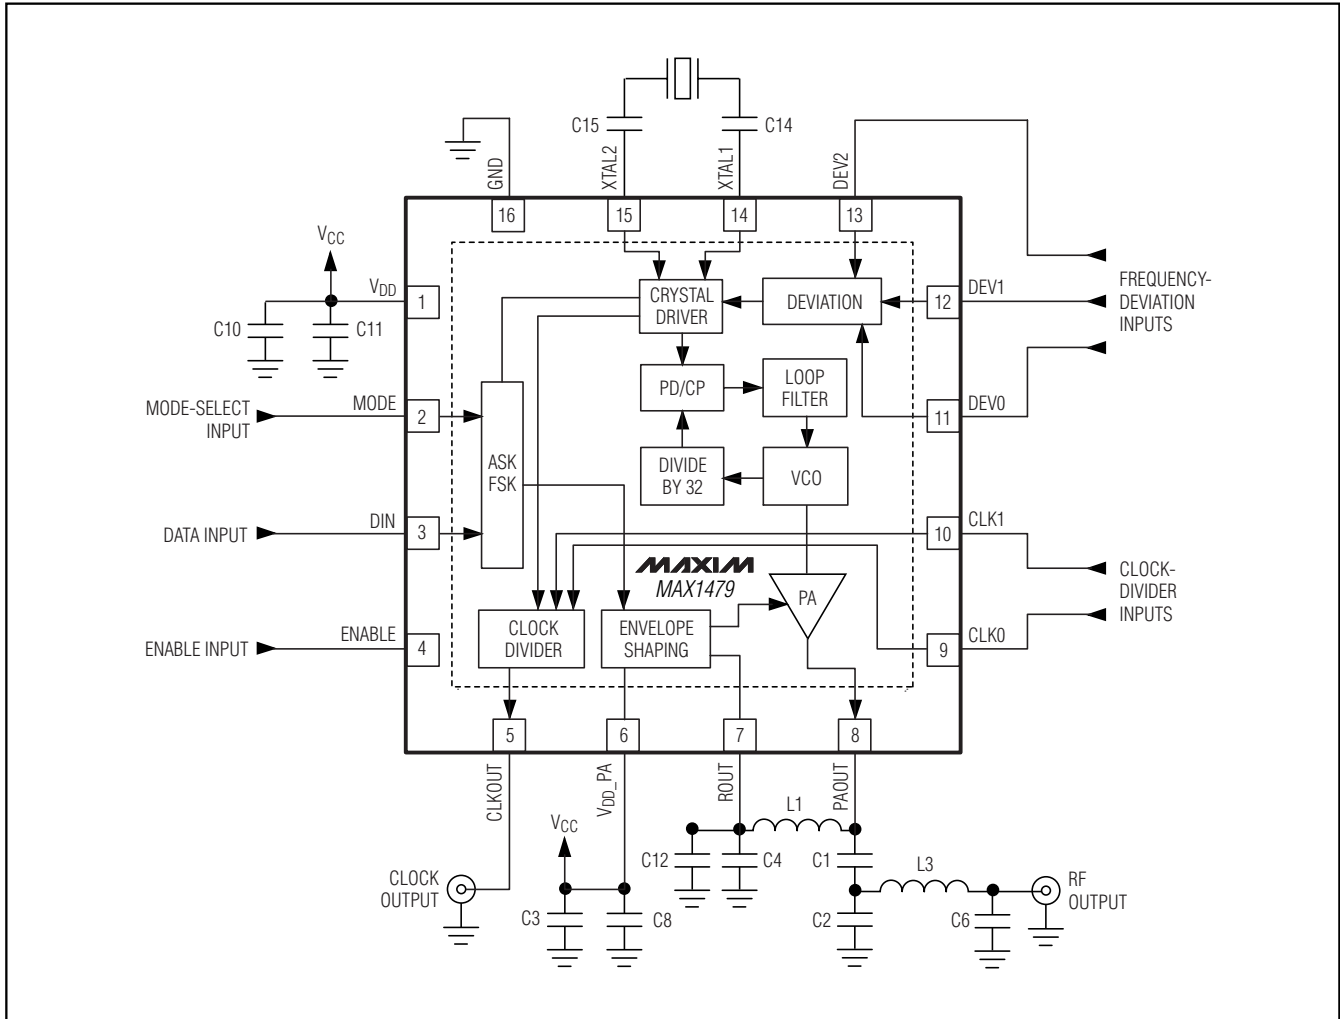 C15
C14
GND
XTAL2
XTAL1
DEV2
16
15
14
13
VCC
VDD
1
C10
C11
CRYSTAL
DRIVER
DEVIATION
12
DEV1
FREQUENCY-
DEVIATION
INPUTS
MODE-SELECT
INPUT
MODE
2
PD/CP
LOOP
FILTER
11
DEV0
ASK
FSK
DIVIDE
BY 32
VCO
DATA INPUT
DIN
3
10
CLK1
MAXIM
MAX1479
PA
CLOCK-
DIVIDER
INPUTS
ENABLE INPUT
ENABLE
4
CLOCK
DIVIDER
ENVELOPE
SHAPING
9
CLK0
5
6
7
8
CLKOUT
VDD_PA
ROUT
PAOUT
L1
VCC
C12
C4
C1
L3
CLOCK
OUTPUT
C3
C8
C2
C6
RF
OUTPUT